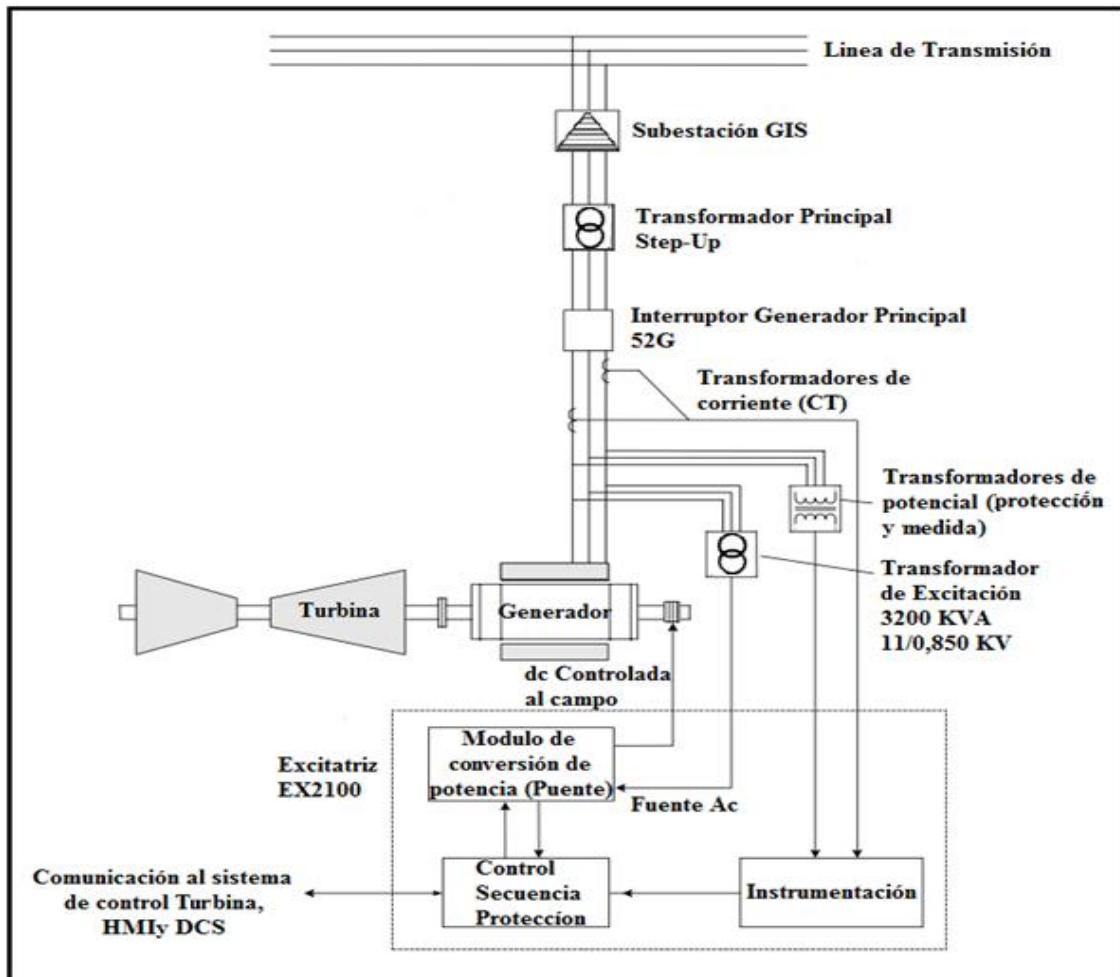 Linea de Transmisión
Subestación GIS
Transformador Principal
Step-Up
Interruptor Generador Principal
52G
Transformadores de
corriente (CT)
Transformadores de
potencial (protección
y medida)
Transformador
de Excitación
3200 KVA
11/0,850 KV
Turbina
Generador
dc Controlada
al campo
Excitatriz
EX2100
Modulo de
conversión de
potencia (Puente)
Fuente Ac
Comunicación al sistema
de control Turbina,
HMIy DCS
Control
Secuencia
Proteccíon
Instrumentación